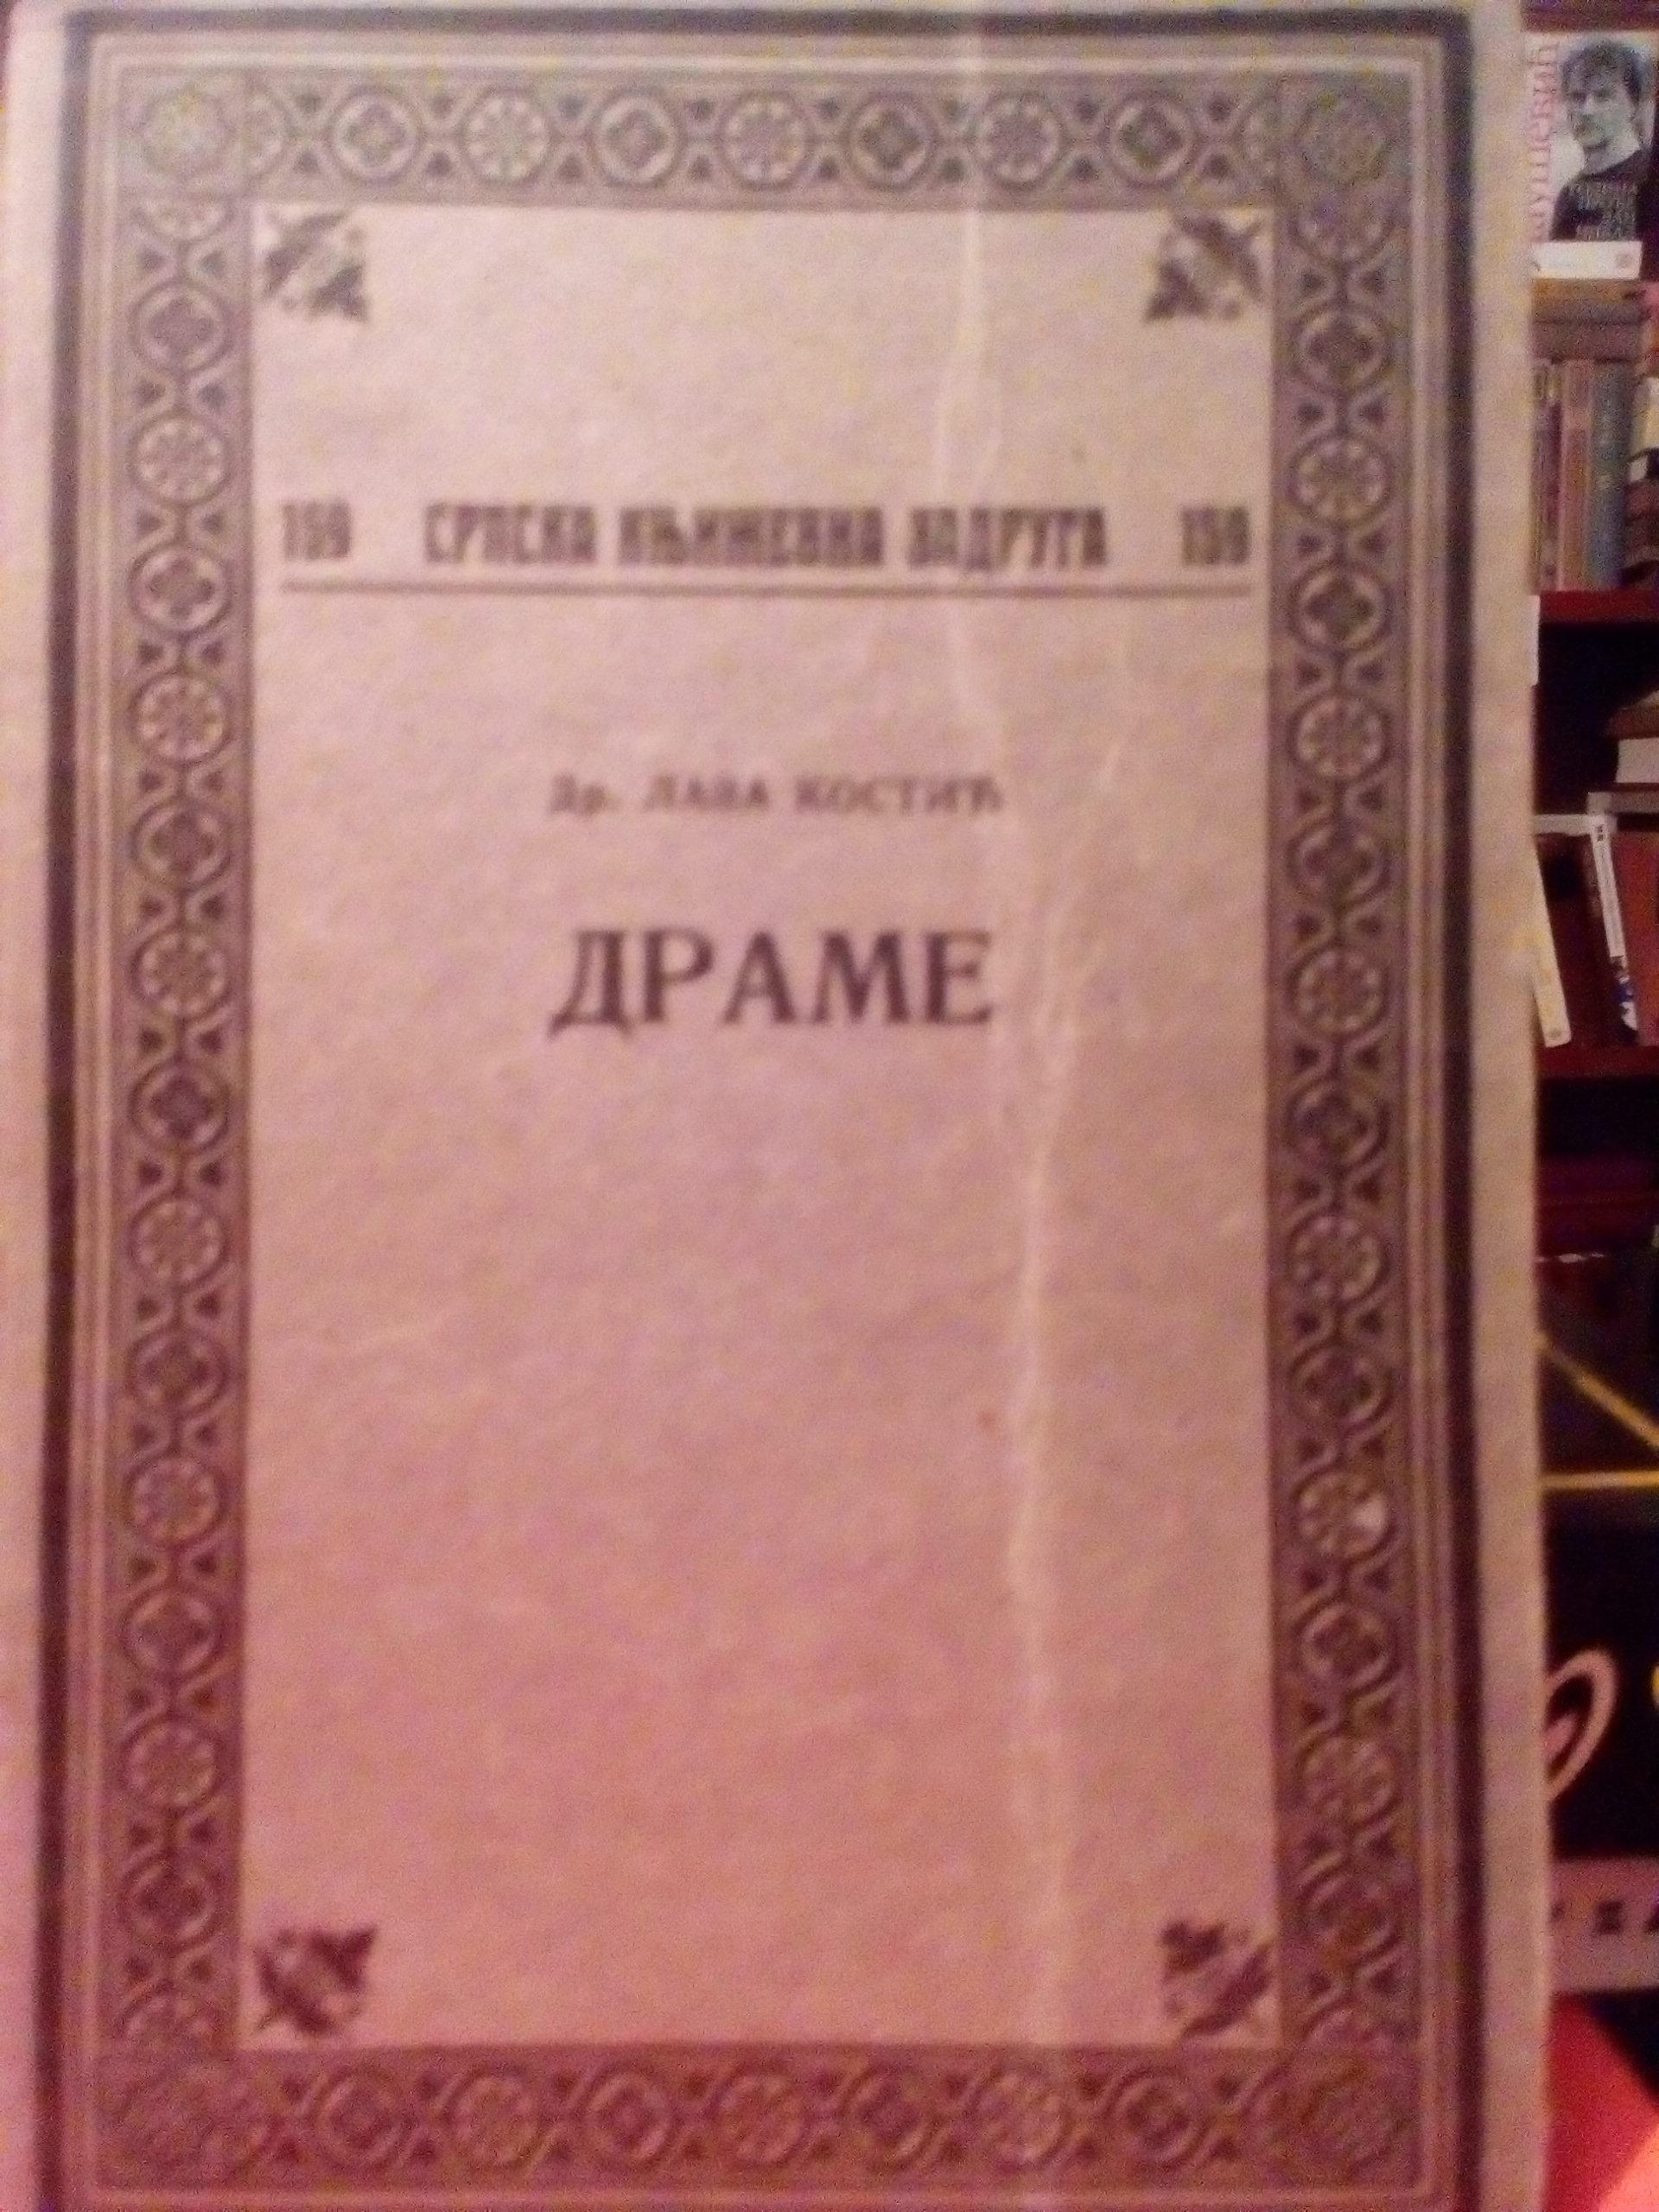 159 СРПСКА КЊИЖЕВНА ЗАДРУГА 159
Др. ЛАЗА КОСТИЋ
ДРАМЕ